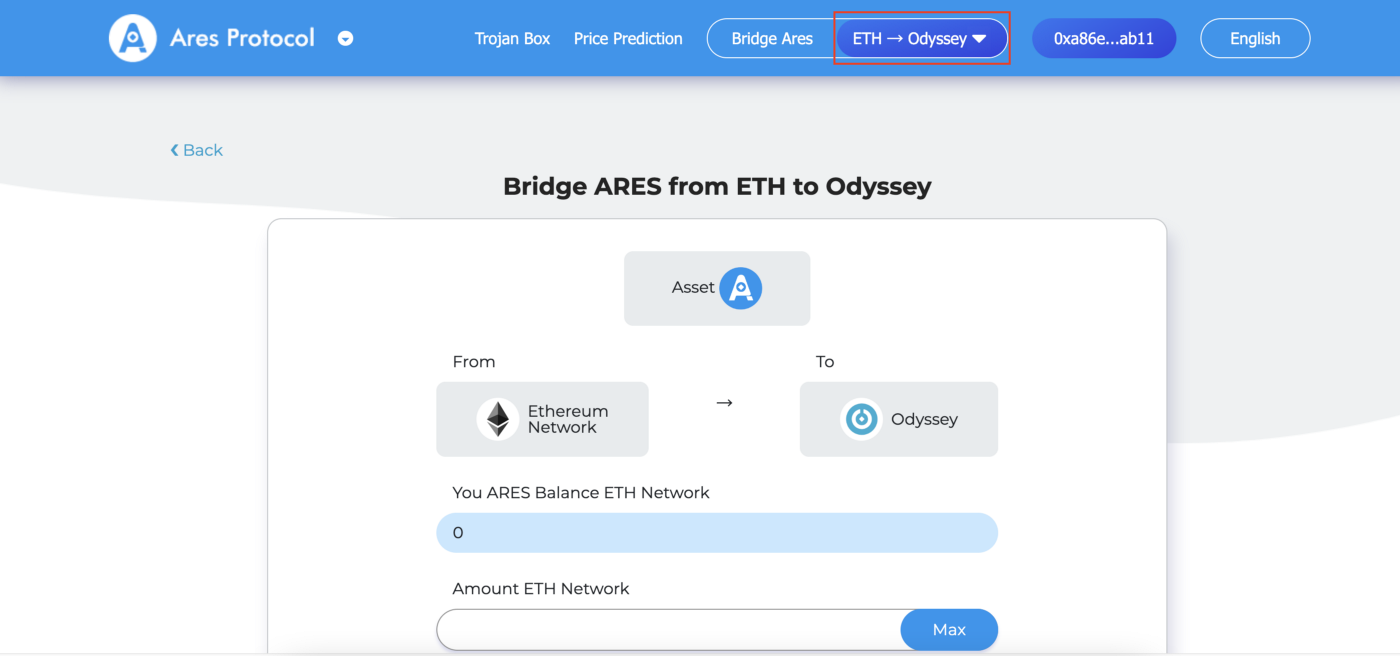 Ares Protocol
Trojan Box
Price Prediction
Bridge Ares
ETH → Odyssey
0xa86e...ab11
English
Back
Bridge ARES from ETH to Odyssey
Asset
From
To
Ethereum
Network
→
Odyssey
You ARES Balance ETH Network
0
Amount ETH Network
Max